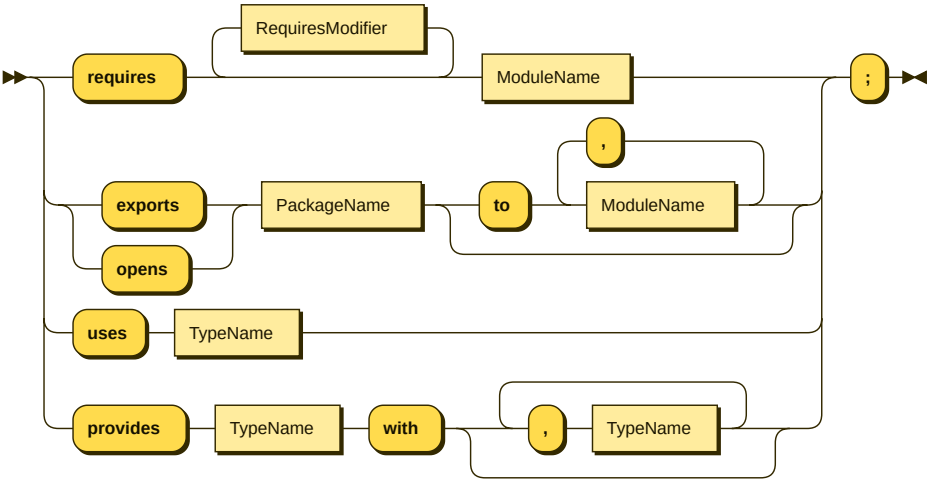 RequiresModifier
requires ModuleName ;
,
exports PackageName to ModuleName
opens
uses TypeName
provides TypeName with , TypeName